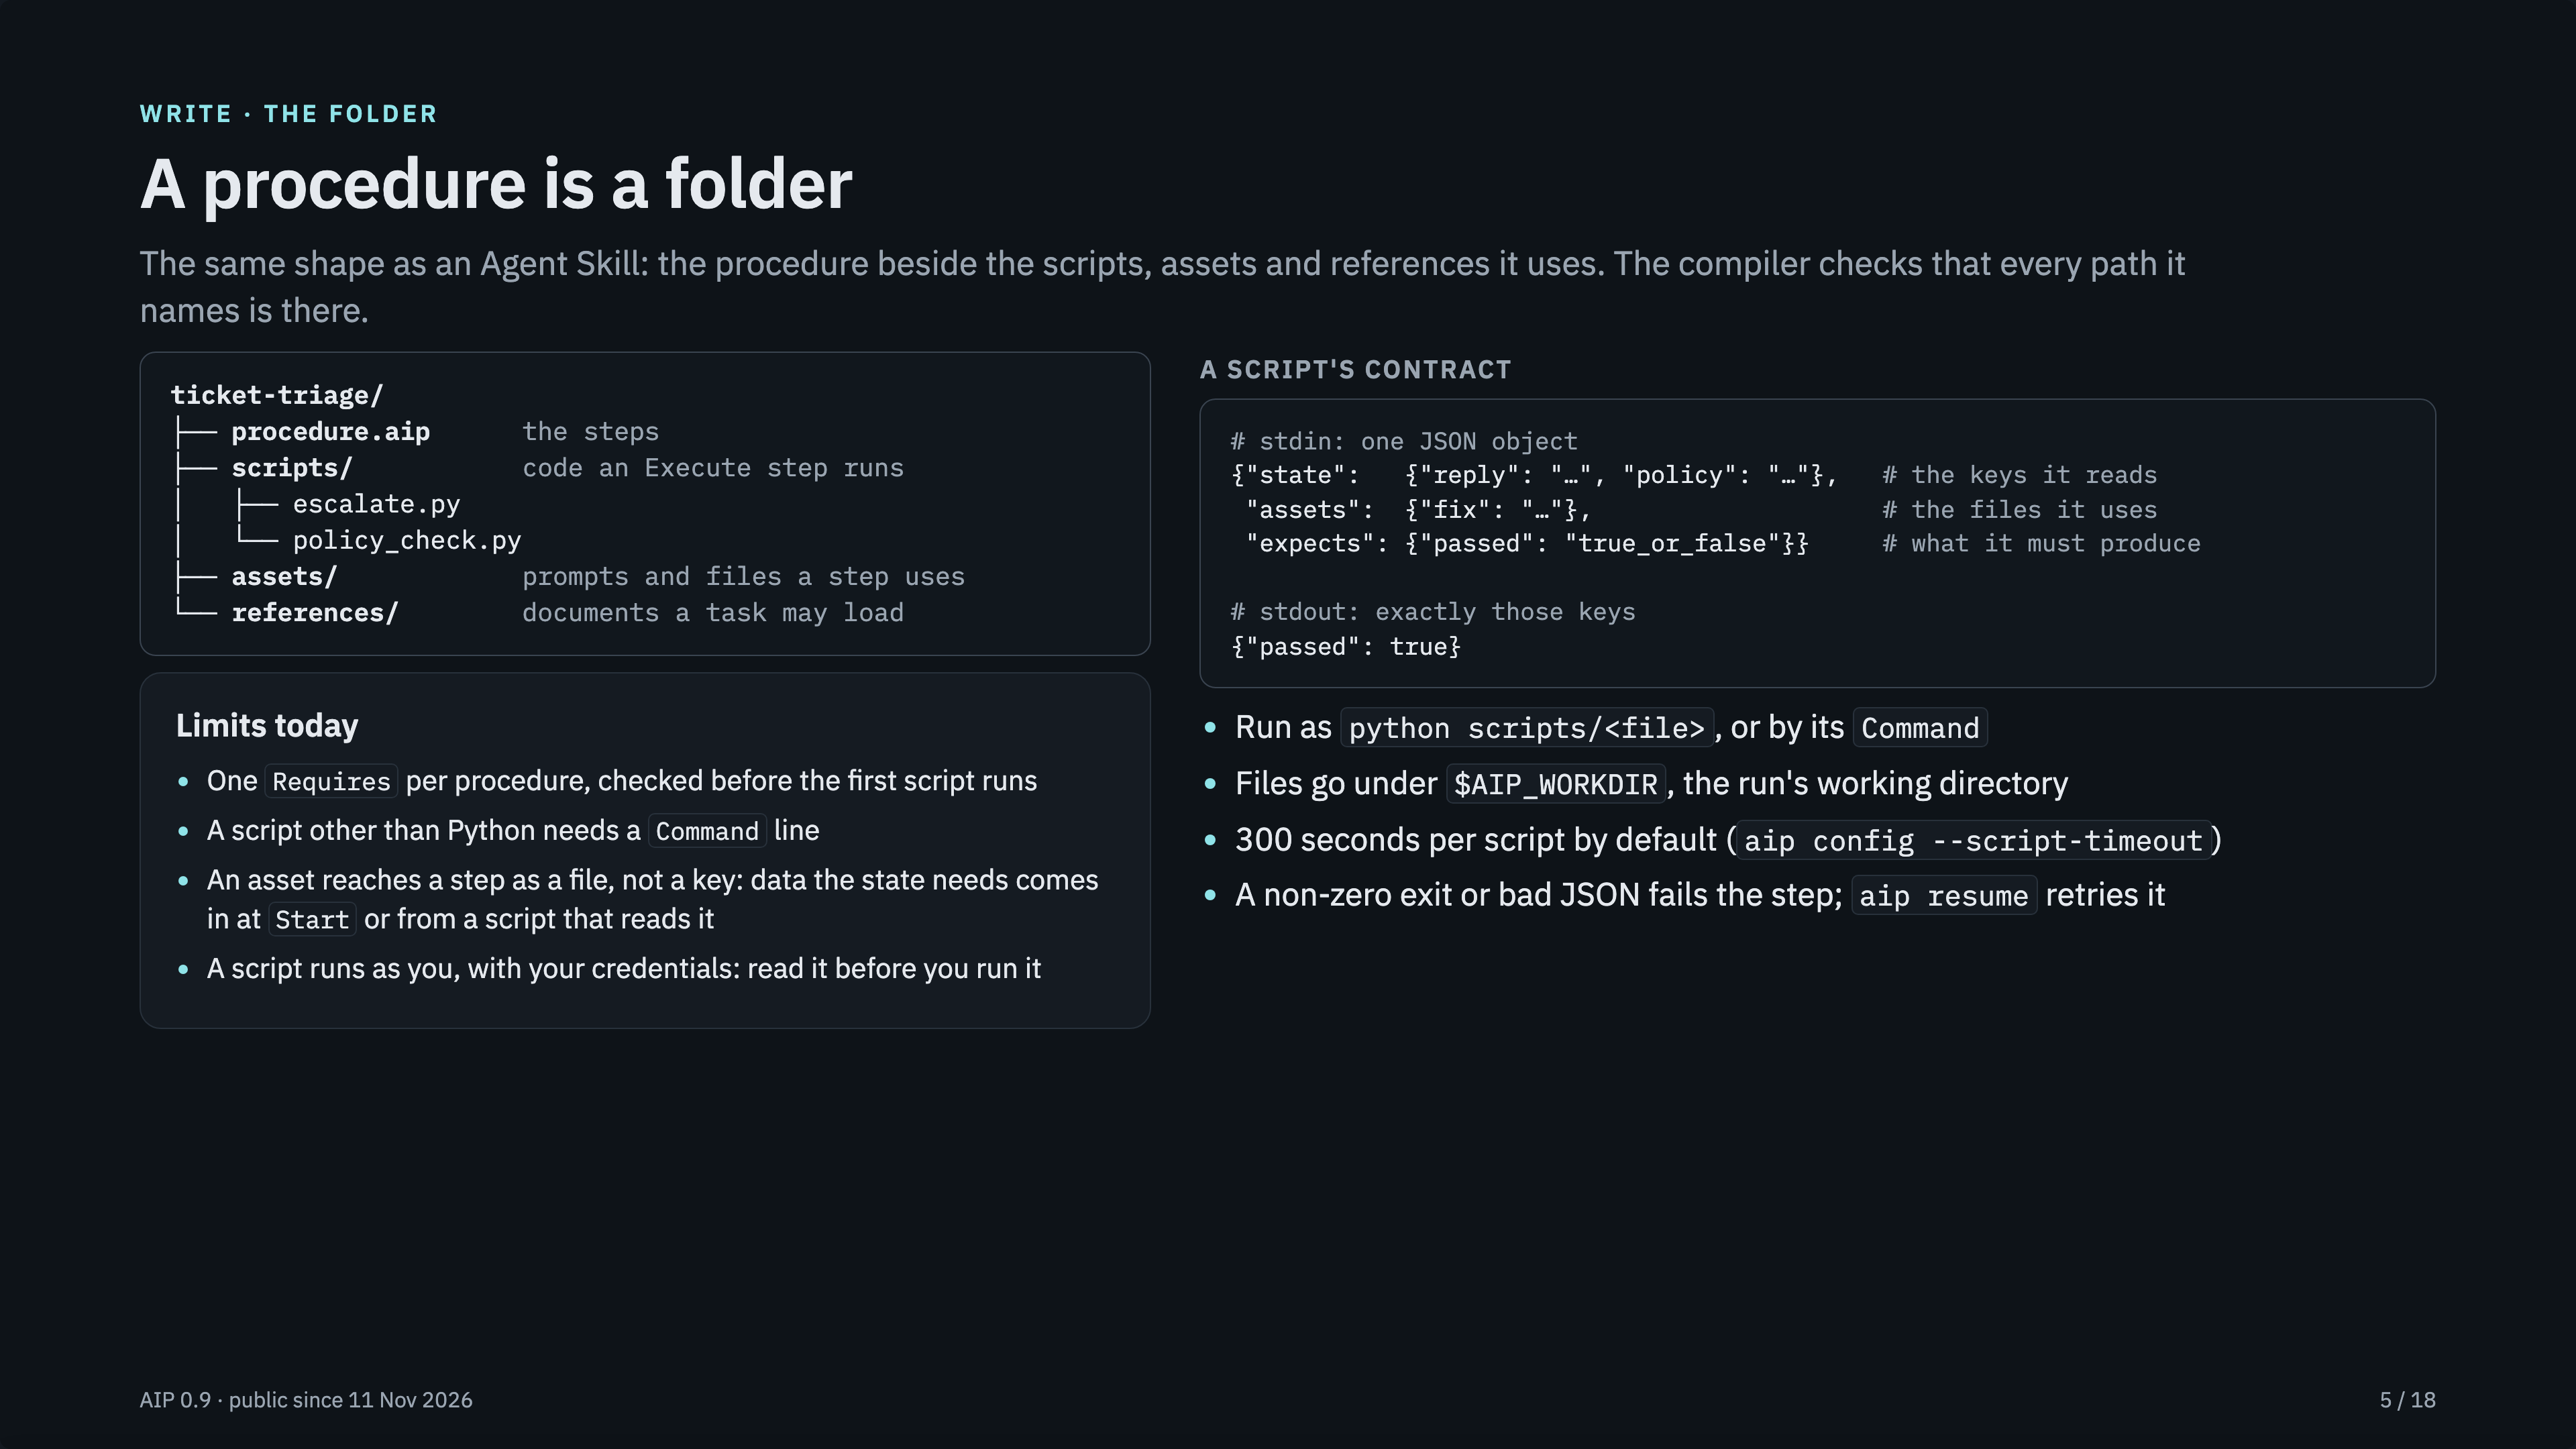 WRITE · THE FOLDER
A procedure is a folder
The same shape as an Agent Skill: the procedure beside the scripts, assets and references it uses. The compiler checks that every path it
names is there.
ticket-triage/
├── procedure.aip      the steps
├── scripts/           code an Execute step runs
│   ├── escalate.py
│   └── policy_check.py
├── assets/            prompts and files a step uses
└── references/        documents a task may load
Limits today
• One Requires per procedure, checked before the first script runs
• A script other than Python needs a Command line
• An asset reaches a step as a file, not a key: data the state needs comes
in at Start or from a script that reads it
• A script runs as you, with your credentials: read it before you run it
A SCRIPT'S CONTRACT
# stdin: one JSON object
{"state":   {"reply": "…", "policy": "…"},   # the keys it reads
 "assets":  {"fix": "…"},                    # the files it uses
 "expects": {"passed": "true_or_false"}}     # what it must produce
# stdout: exactly those keys
{"passed": true}
• Run as python scripts/<file>, or by its Command
• Files go under $AIP_WORKDIR, the run's working directory
• 300 seconds per script by default (aip config --script-timeout)
• A non-zero exit or bad JSON fails the step; aip resume retries it
AIP 0.9 · public since 11 Nov 2026
5 / 18